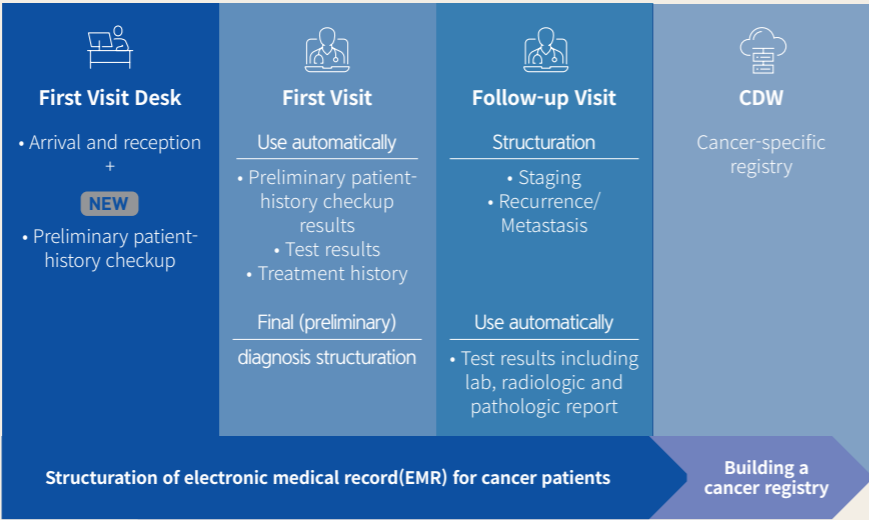 First Visit Desk
• Arrival and reception
+
NEW
• Preliminary patient-
history checkup
First Visit
Use automatically
• Preliminary patient-
history checkup
results
• Test results
• Treatment history
Final (preliminary)
diagnosis structuration
Follow-up Visit
Structuration
• Staging
• Recurrence/
Metastasis
Use automatically
• Test results including
lab, radiologic and
pathologic report
CDW
Cancer-specific
registry
Structuration of electronic medical record(EMR) for cancer patients
Building a
cancer registry